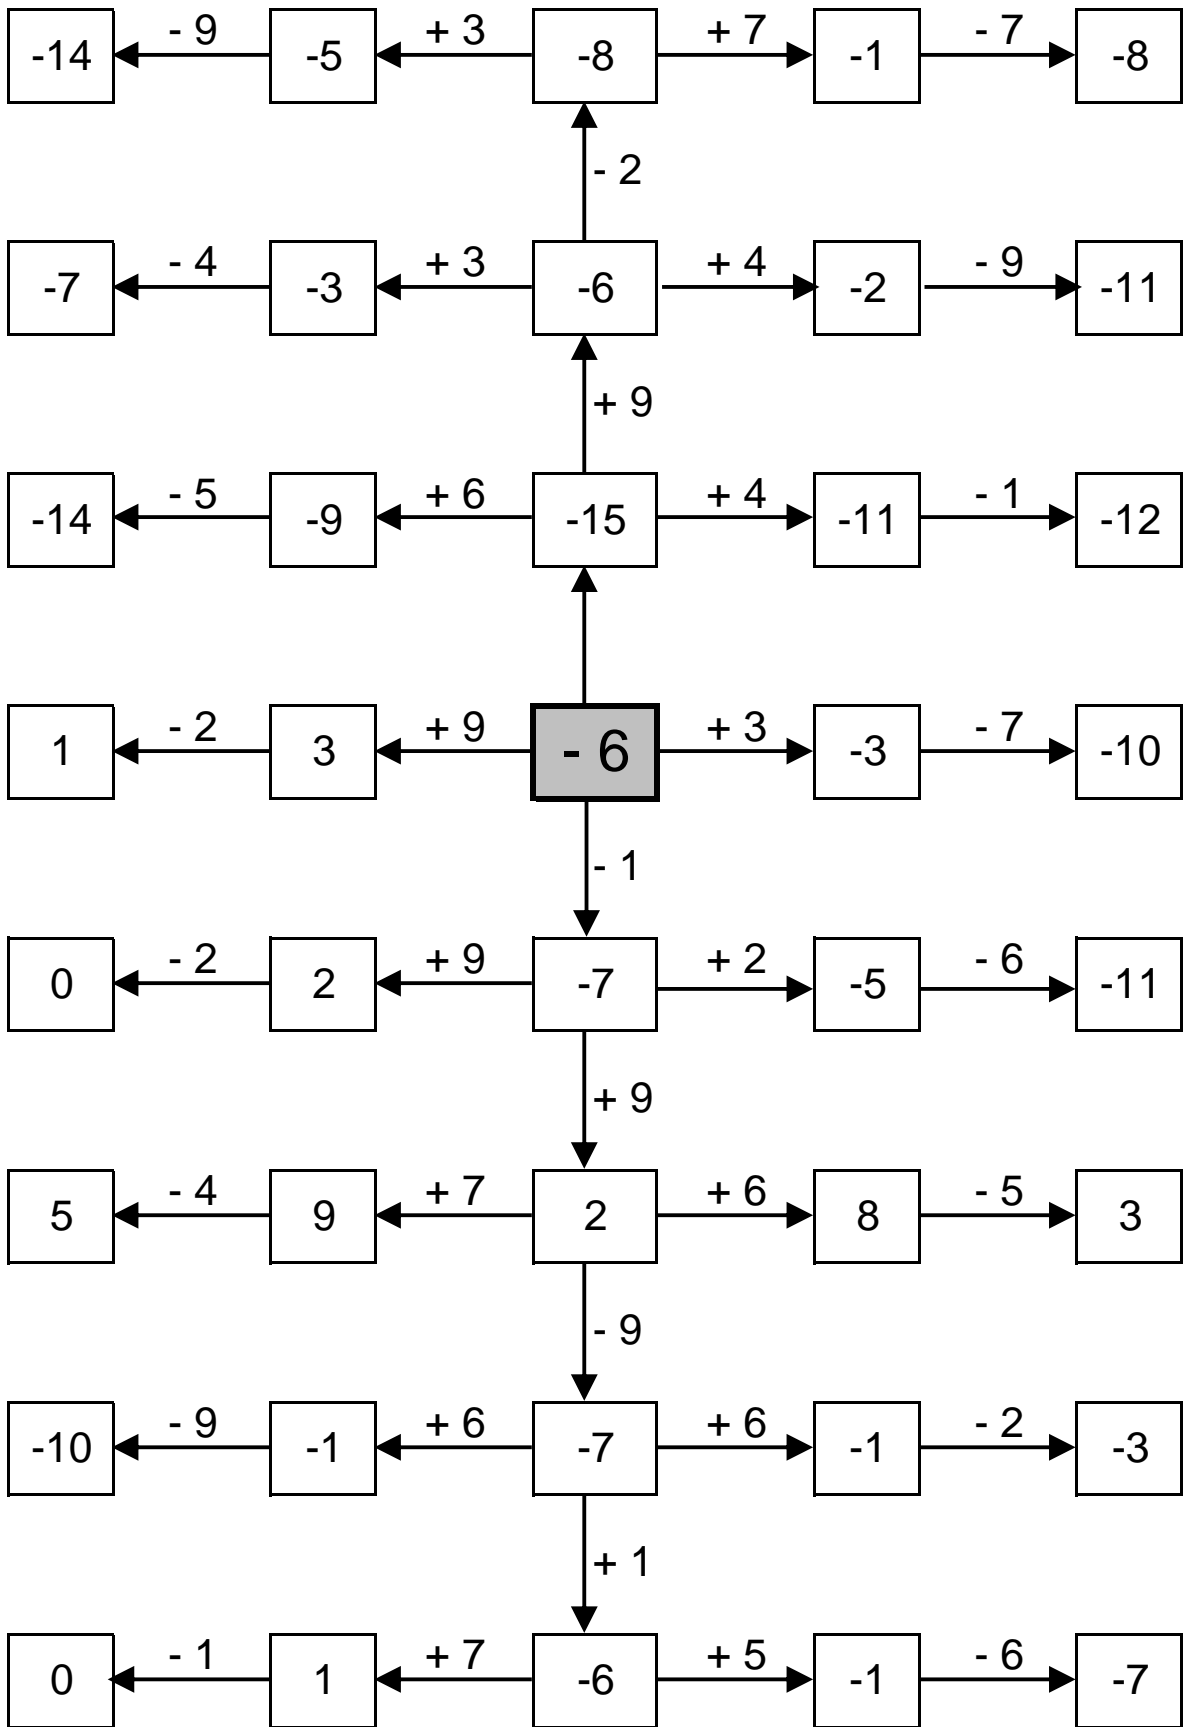 - 9 + 3 + 7 - 7
-14 -5 -8 -1 -8
- 2
- 4 + 3 + 4 - 9
-7 -3 -6 -2 -11
+ 9
- 5 + 6 + 4 - 1
-14 -9 -15 -11 -12
- 2 + 9 + 3 - 7
1 3 - 6 -3 -10
- 1
- 2 + 9 + 2 - 6
0 2 -7 -5 -11
+ 9
- 4 + 7 + 6 - 5
5 9 2 8 3
- 9
- 9 + 6 + 6 - 2
-10 -1 -7 -1 -3
+ 1
- 1 + 7 + 5 - 6
0 1 -6 -1 -7